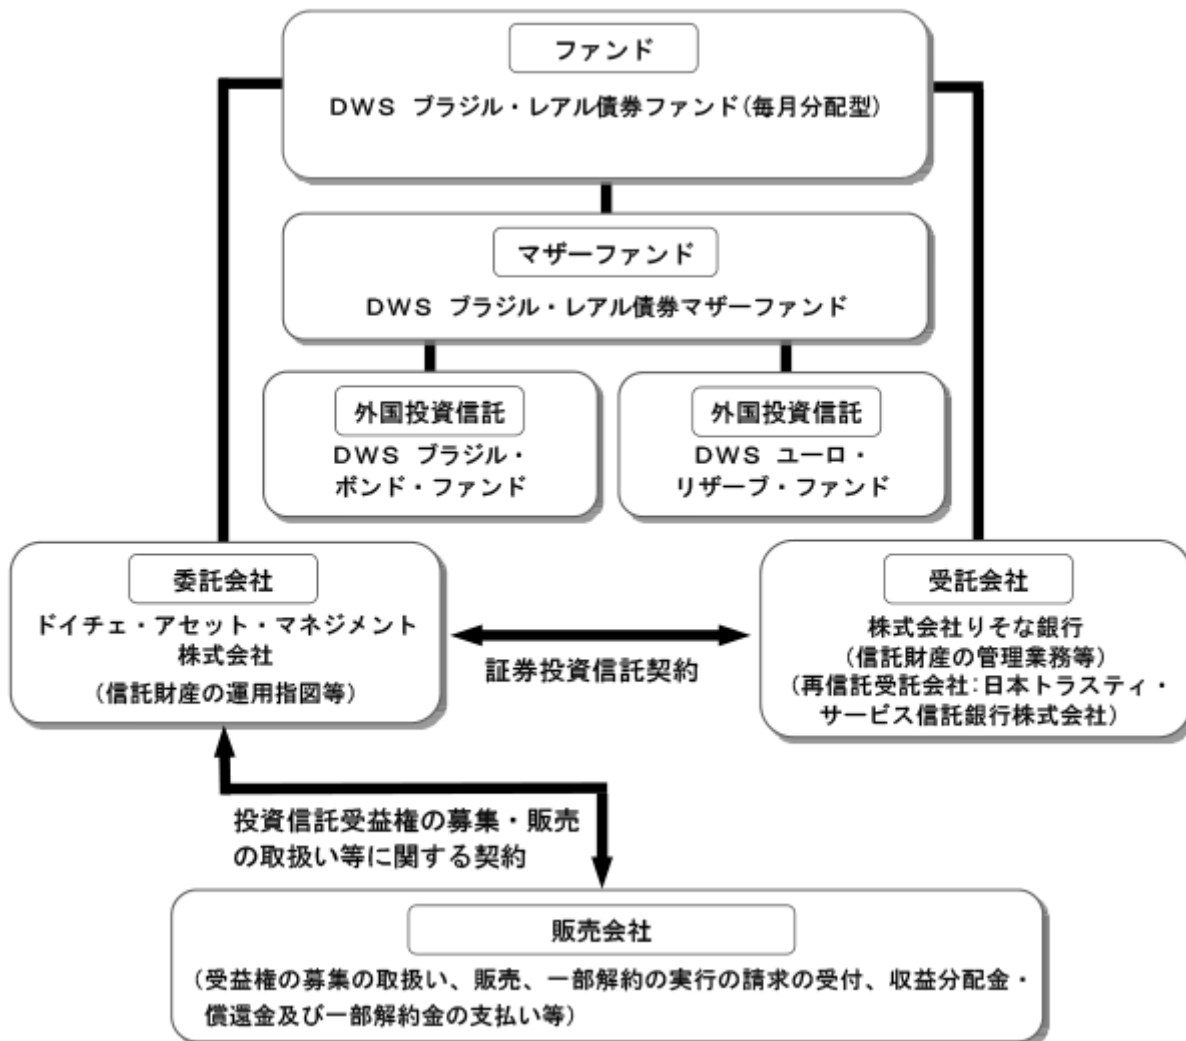 ファンド
DWS ブラジル・レアル債券ファンド(毎月分配型)
マザーファンド
DWS ブラジル・レアル債券マザーファンド
外国投資信託
DWS ブラジル・
ボンド・ファンド
外国投資信託
DWS ユーロ・
リザーブ・ファンド
委託会社
ドイチェ・アセット・マネジメント
株式会社
(信託財産の運用指図等)
証券投資信託契約
受託会社
株式会社りそな銀行
(信託財産の管理業務等)
(再信託受託会社:日本トラスティ・
サービス信託銀行株式会社)
投資信託受益権の募集・販売
の取扱い等に関する契約
販売会社
(受益権の募集の取扱い、販売、一部解約の実行の請求の受付、収益分配金・
償還金及び一部解約金の支払い等)